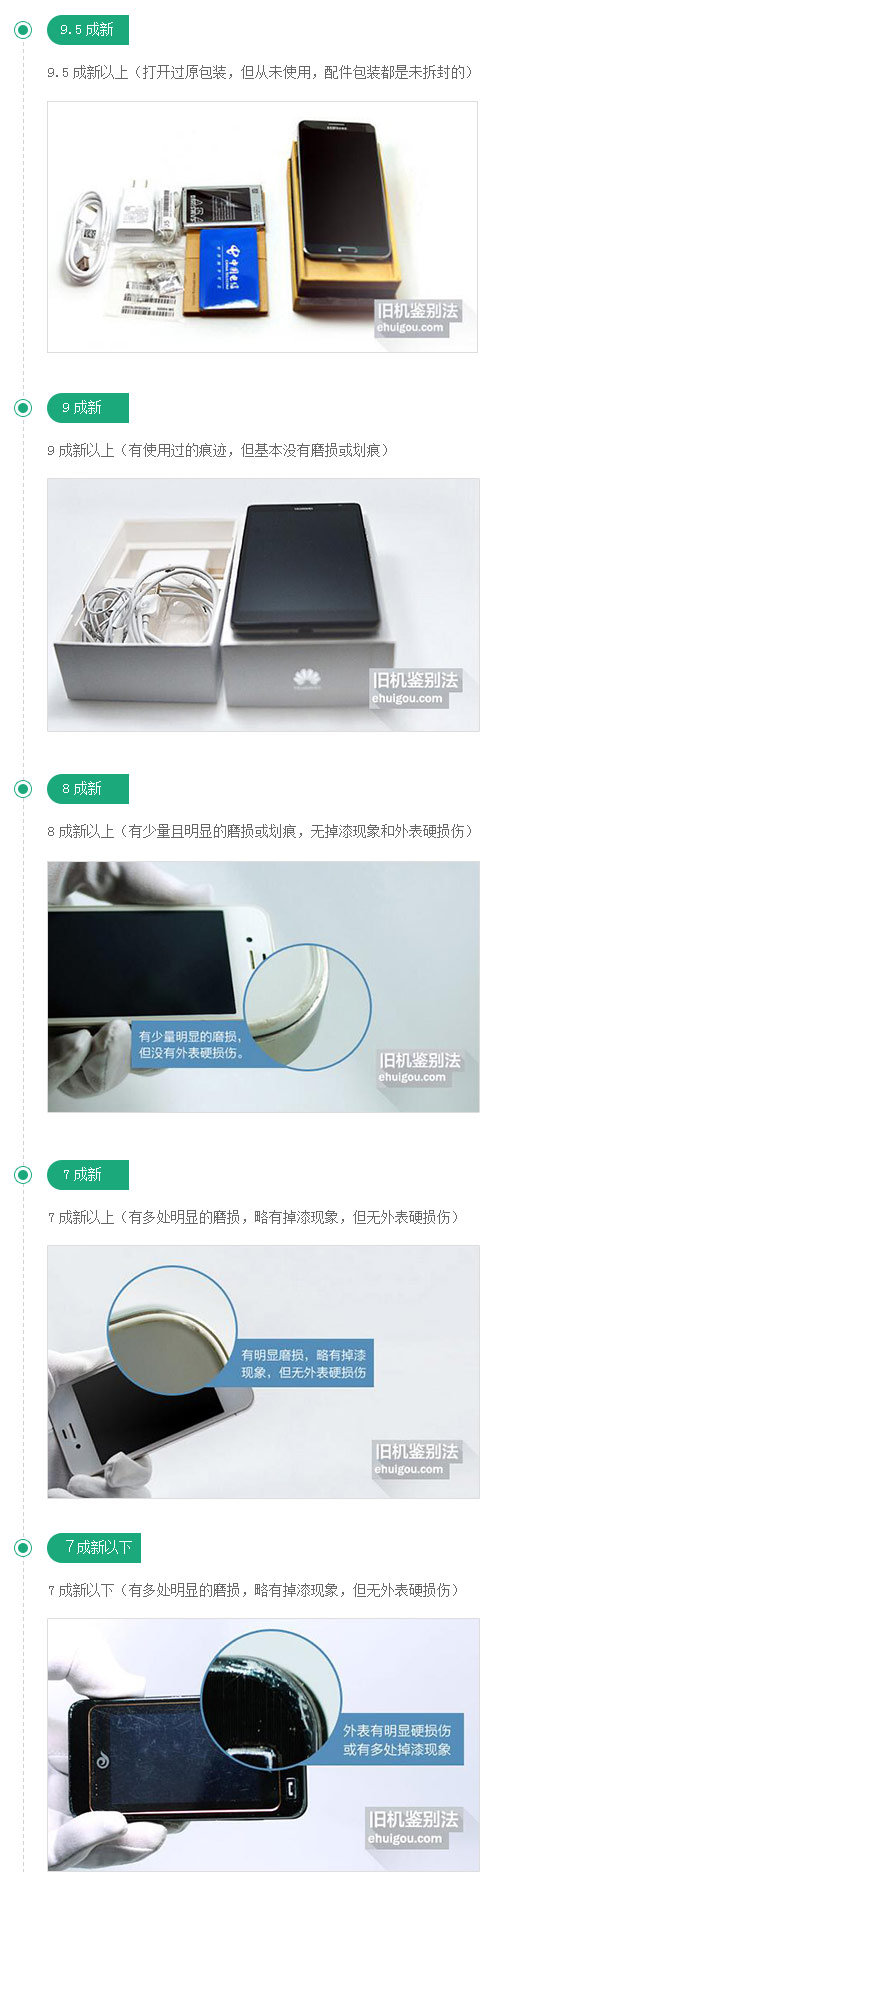 9.5 成新
9.5 成新以上（打开过原包装，但从未使用，配件包装都是未拆封的）
SAMSUNG
SAMSUNG
中国电信
旧机鉴别法
ehuigou.com
9 成新
9 成新以上（有使用过的痕迹，但基本没有磨损或划痕）
HUAWEI
旧机鉴别法
ehuigou.com
8 成新
8 成新以上（有少量且明显的磨损或划痕，无掉漆现象和外表硬损伤）
有少量明显的磨损，
但没有外表硬损伤。
旧机鉴别法
ehuigou.com
7 成新
7 成新以上（有多处明显的磨损，略有掉漆现象，但无外表硬损伤）
有明显磨损，略有掉漆
现象，但无外表硬损伤
旧机鉴别法
ehuigou.com
7成新以下
7 成新以下（有多处明显的磨损，略有掉漆现象，但无外表硬损伤）
外表有明显硬损伤
或有多处掉漆现象
旧机鉴别法
ehuigou.com